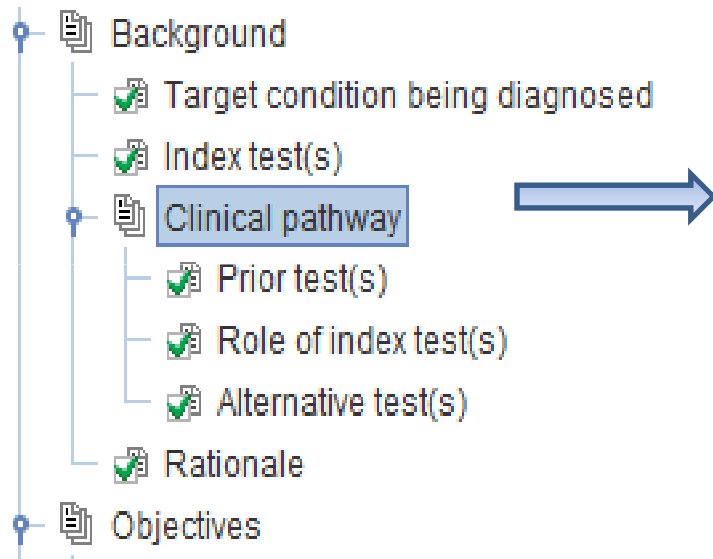 Background
Target condition being diagnosed
Index test(s)
Clinical pathway
Prior test(s)
Role of index test(s)
Alternative test(s)
Rationale
Objectives